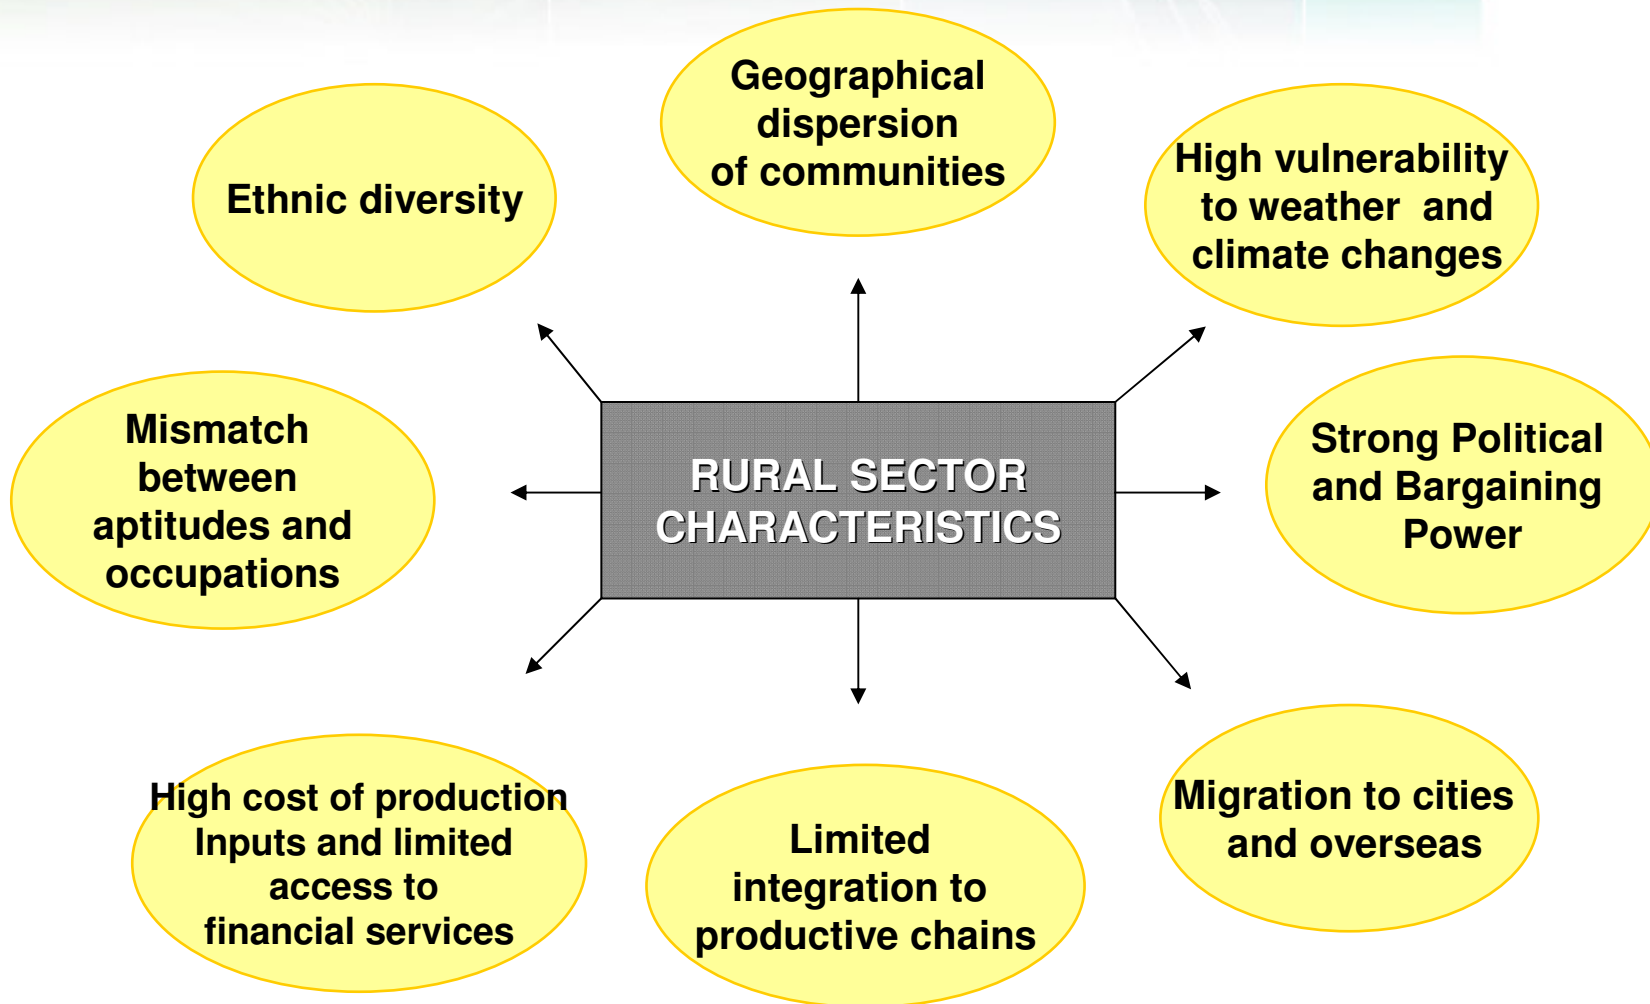 Geographical
dispersion
of communities
Ethnic diversity
High vulnerability
to weather and
climate changes
Mismatch
between
aptitudes and
occupations
RURAL SECTOR
CHARACTERISTICS
Strong Political
and Bargaining
Power
High cost of production
Inputs and limited
access to
financial services
Limited
integration to
productive chains
Migration to cities
and overseas